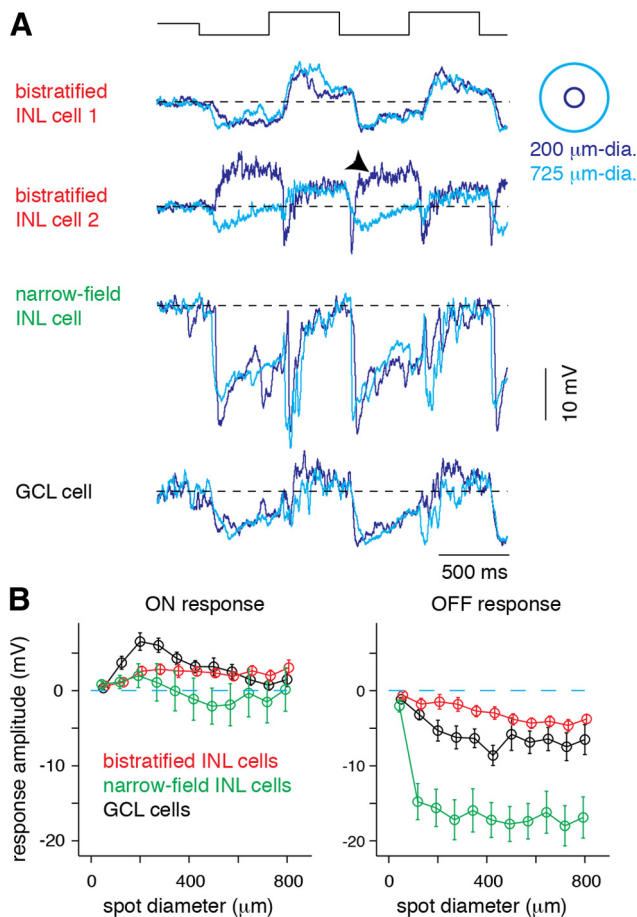 A
bistratified
INL cell 1
200 μm-dia.
725 μm-dia.
bistratified
INL cell 2
narrow-field
INL cell
10 mV
GCL cell
500 ms
B
ON response
OFF response
response amplitude (mV)
0
-10
-20
bistratified INL cells
narrow-field INL cells
GCL cells
0
400
800
spot diameter (μm)
0
-10
-20
0
400
800
spot diameter (μm)